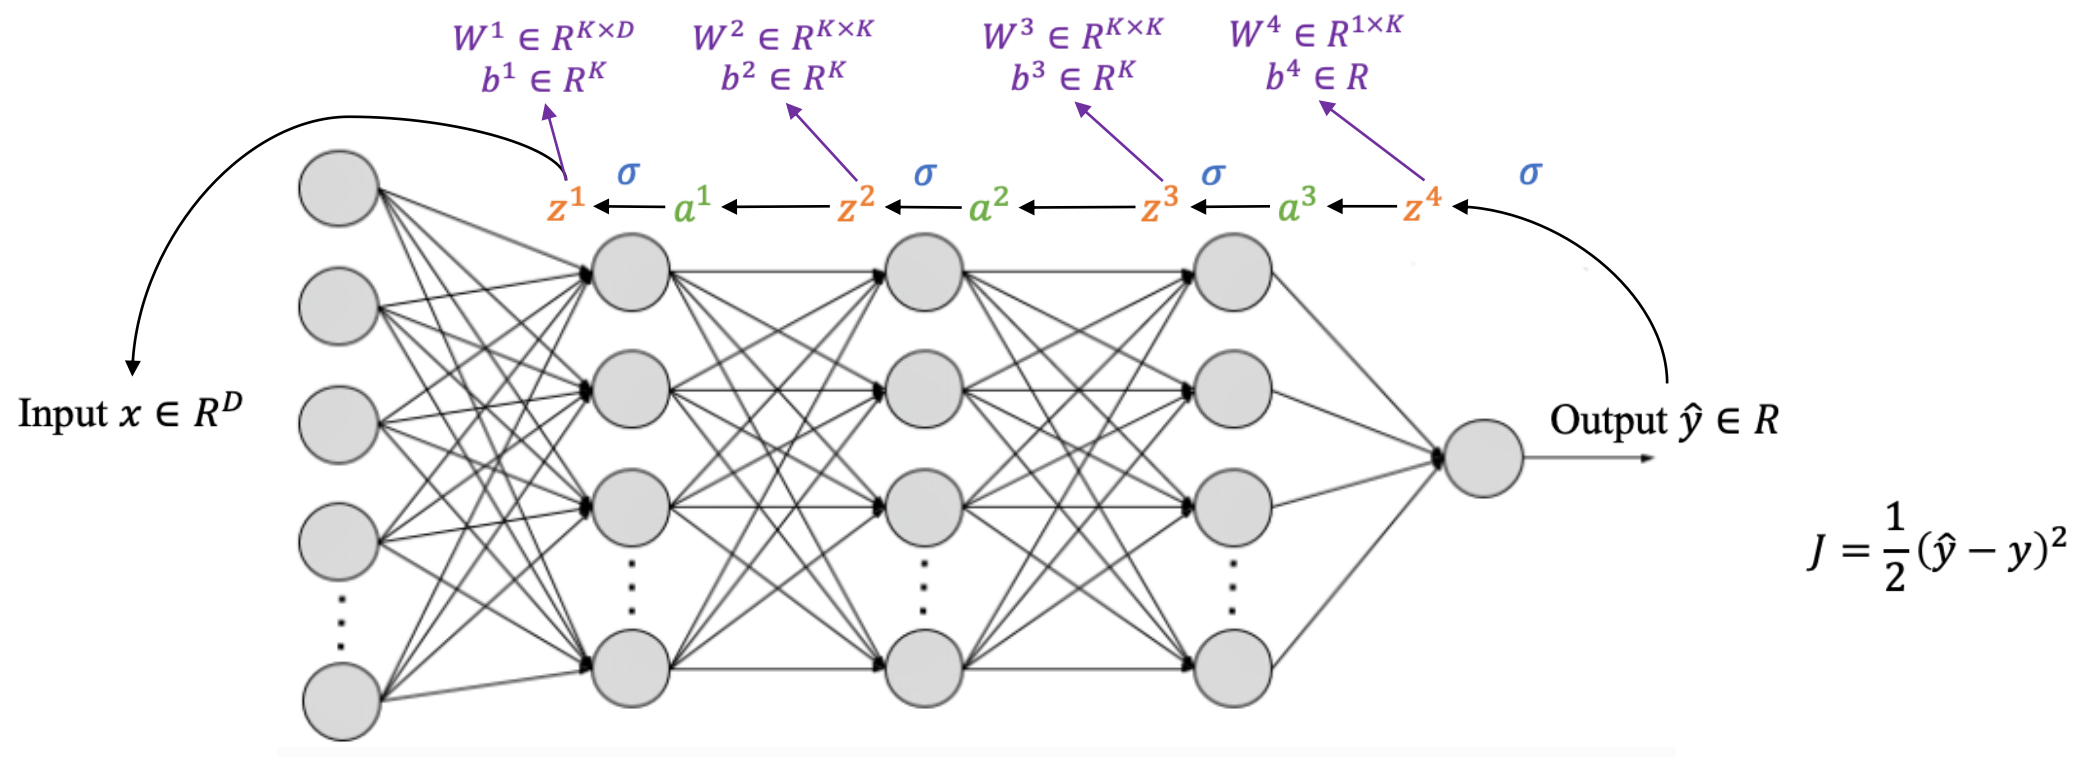 W¹ ∈ R^{K×D} W² ∈ R^{K×K} W³ ∈ R^{K×K} W⁴ ∈ R^{1×K}
b¹ ∈ R^K b² ∈ R^K b³ ∈ R^K b⁴ ∈ R
σ σ σ σ
z¹ a¹ z² a² z³ a³ z⁴
Input x ∈ R^D
Output ŷ ∈ R
J = \frac{1}{2}(ŷ − y)²